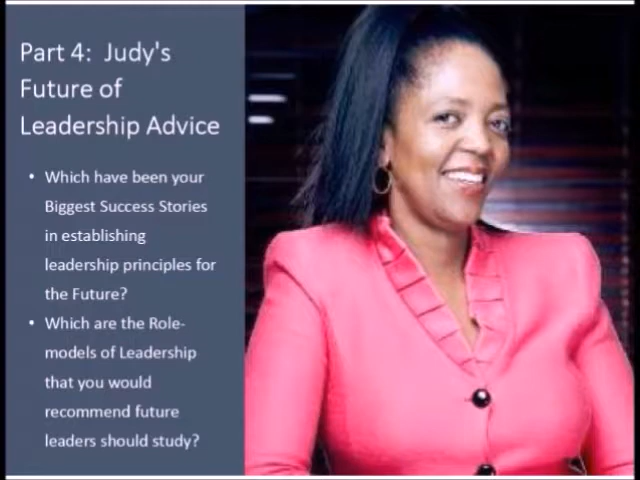 Part 4:  Judy's
Future of
Leadership Advice
• Which have been your
Biggest Success Stories
in establishing
leadership principles for
the Future?
• Which are the Role-
models of Leadership
that you would
recommend future
leaders should study?